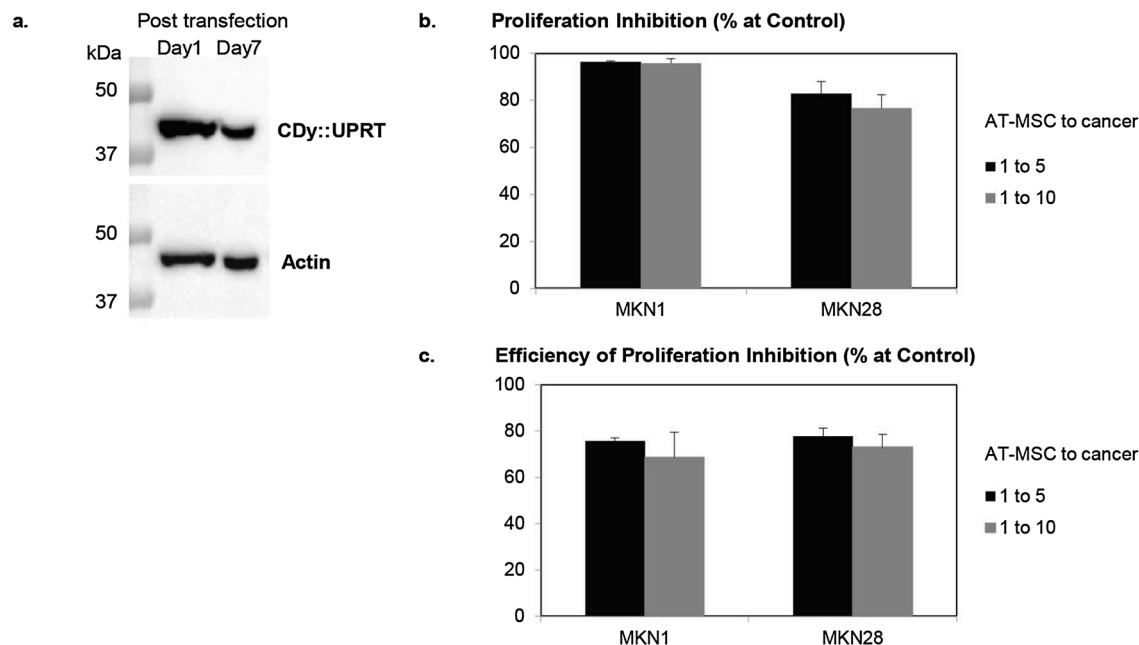 a.
Post transfection
kDa Day1 Day7
50
CDy::UPRT
37
50
Actin
37
b. Proliferation Inhibition (% at Control)
100
80
60
40
20
0
MKN1 MKN28
AT-MSC to cancer
1 to 5
1 to 10
c. Efficiency of Proliferation Inhibition (% at Control)
100
80
60
40
20
0
MKN1 MKN28
AT-MSC to cancer
1 to 5
1 to 10